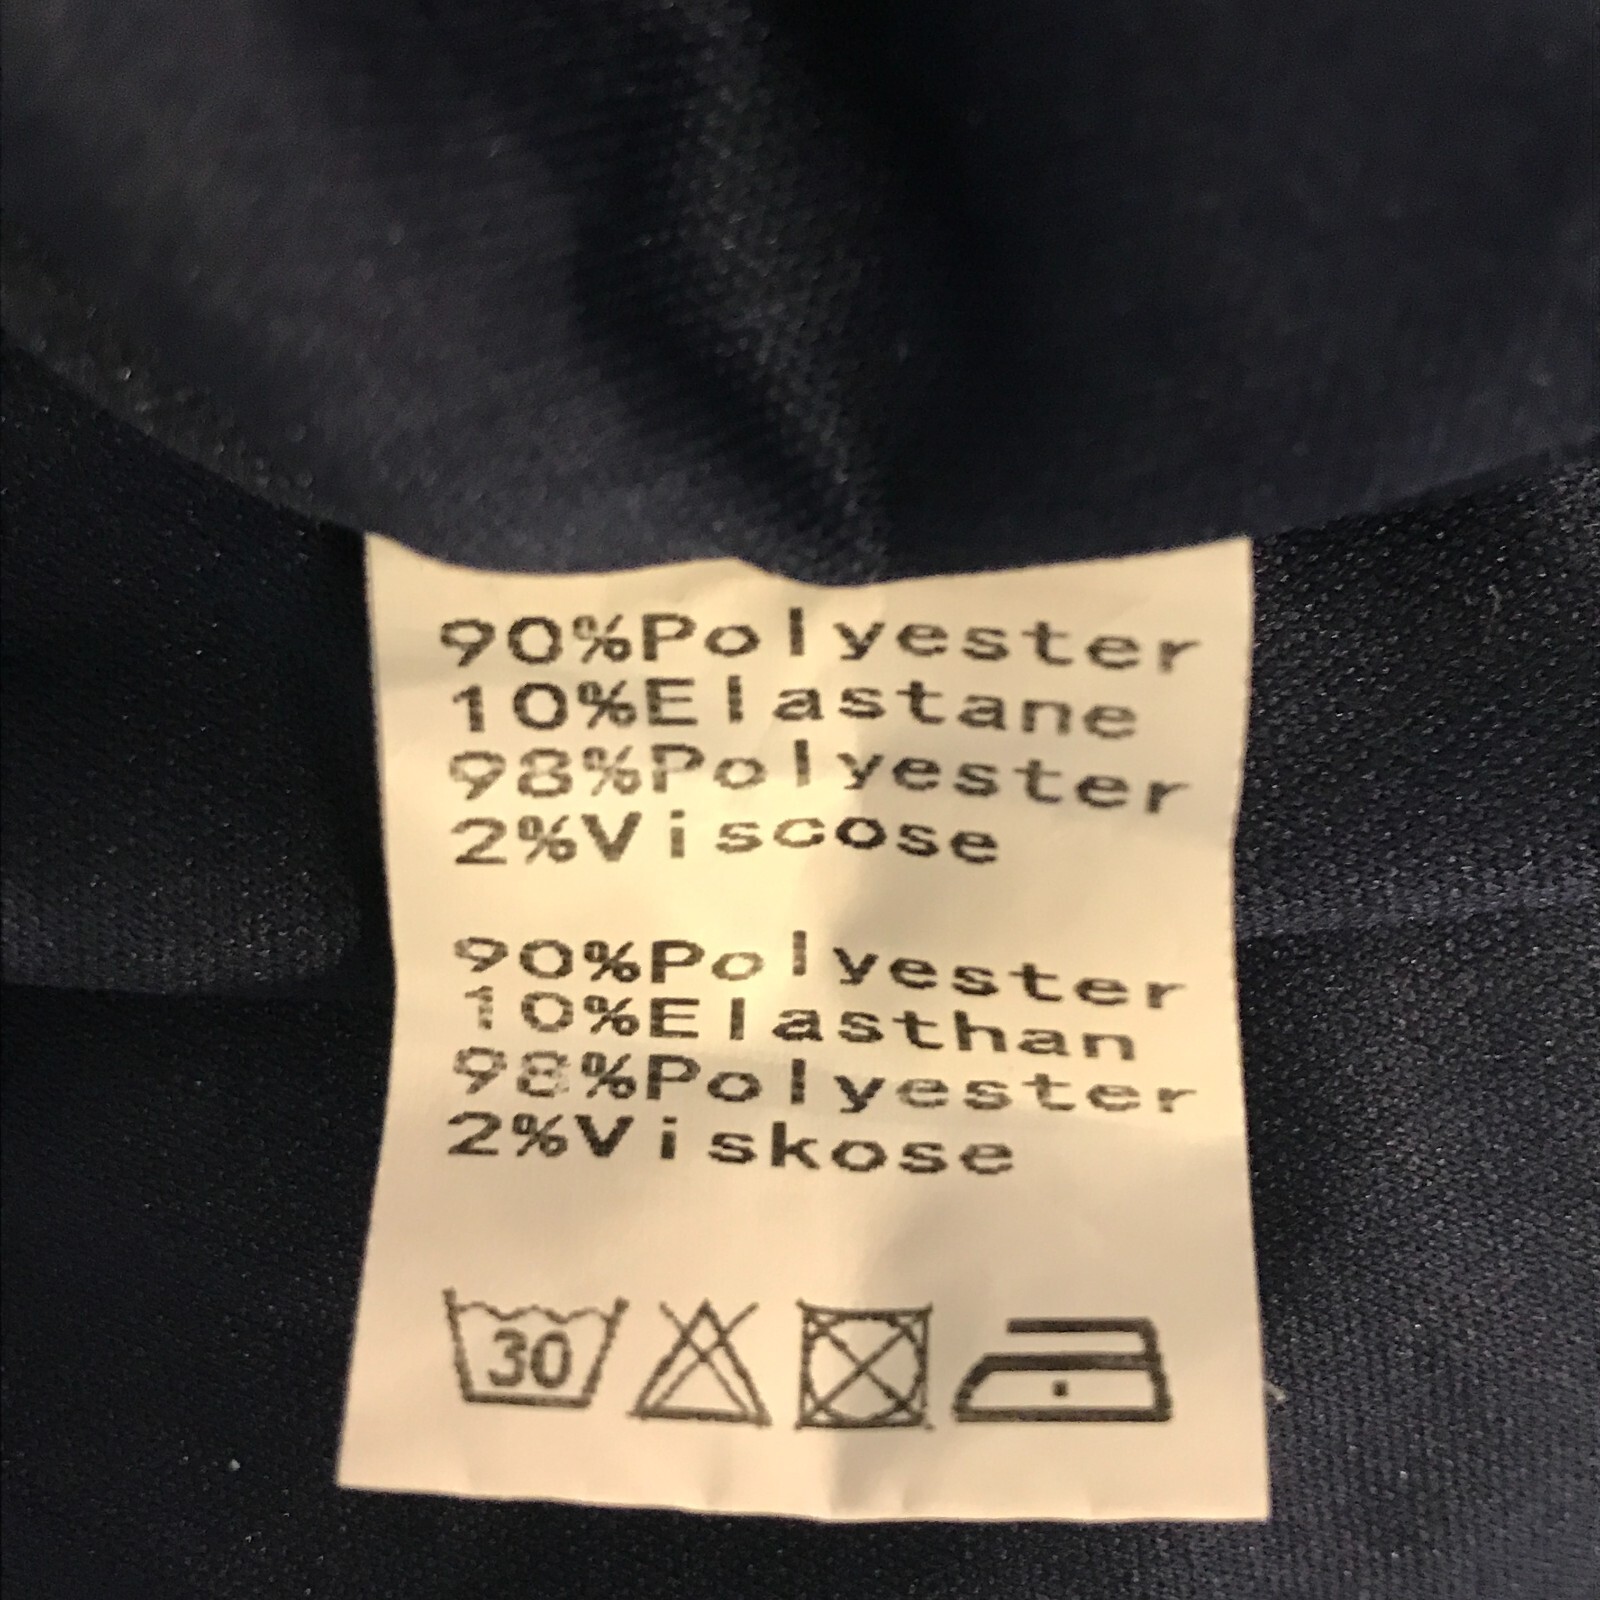 90%Polyester
10%Elastane
98%Polyester
2%Viscose
90%Polyester
10%Elasthan
98%Polyester
2%Viskose
30